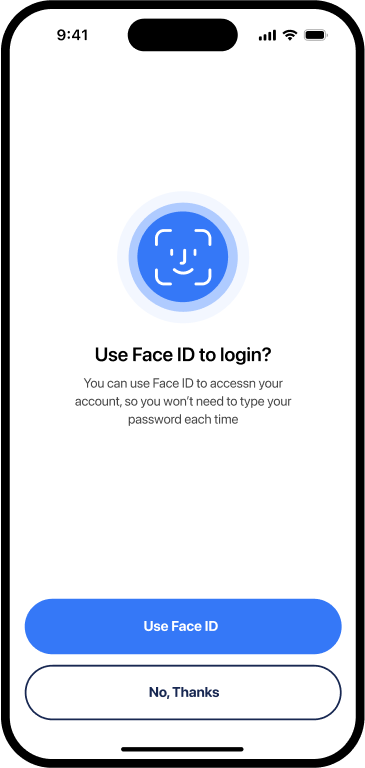 9:41
Use Face ID to login?
You can use Face ID to accessn your
account, so you won’t need to type your
password each time
Use Face ID
No, Thanks